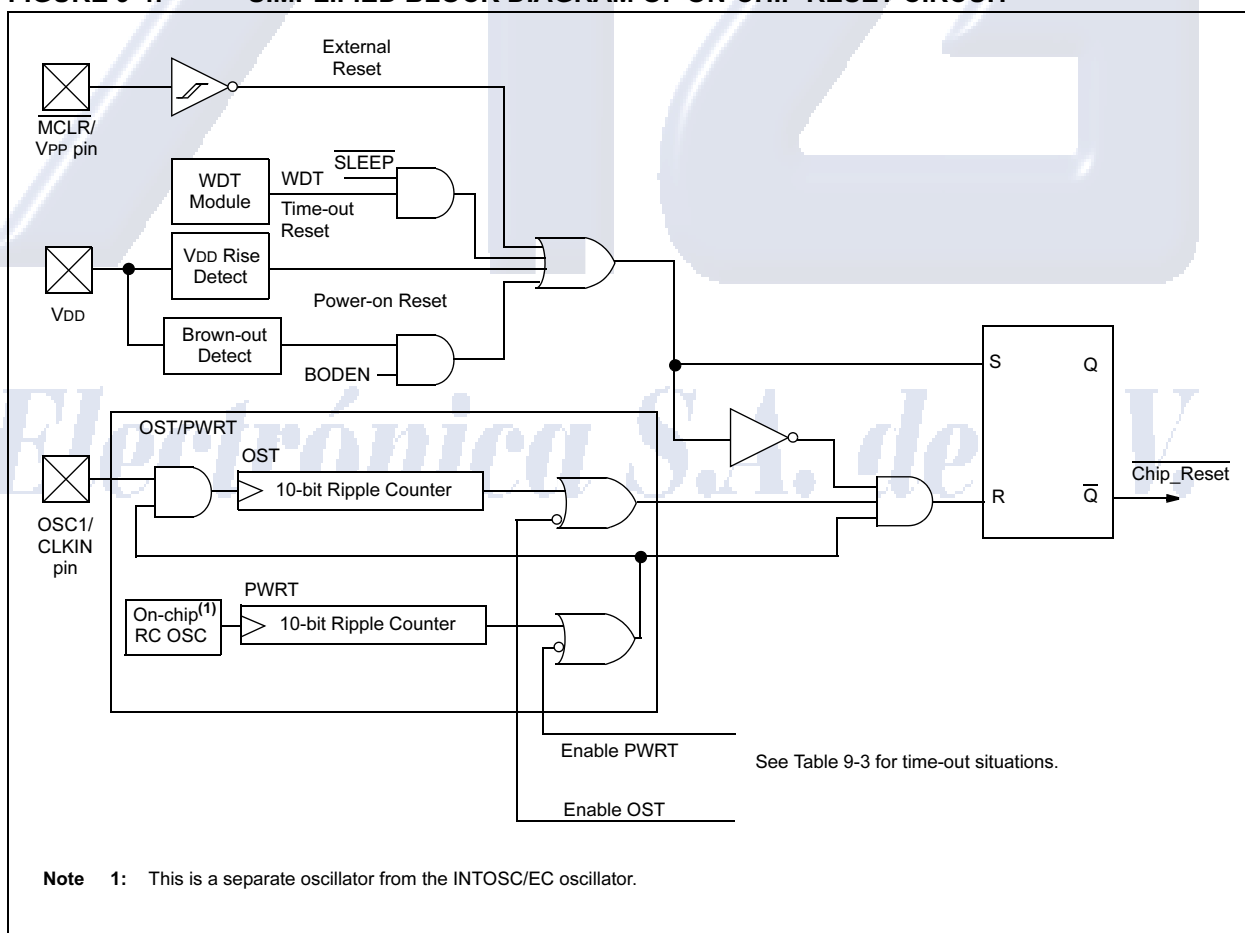 External
Reset
MCLR/
VPP pin
SLEEP
WDT
Module
WDT
Time-out
Reset
VDD Rise
Detect
VDD
Power-on Reset
Brown-out
Detect
BODEN
S
Q
OST/PWRT
OST
10-bit Ripple Counter
Chip_Reset
R
Q
OSC1/
CLKIN
pin
PWRT
On-chip(1)
RC OSC
10-bit Ripple Counter
Enable PWRT
See Table 9-3 for time-out situations.
Enable OST
Note 1: This is a separate oscillator from the INTOSC/EC oscillator.
Electrónica S.A. de V.